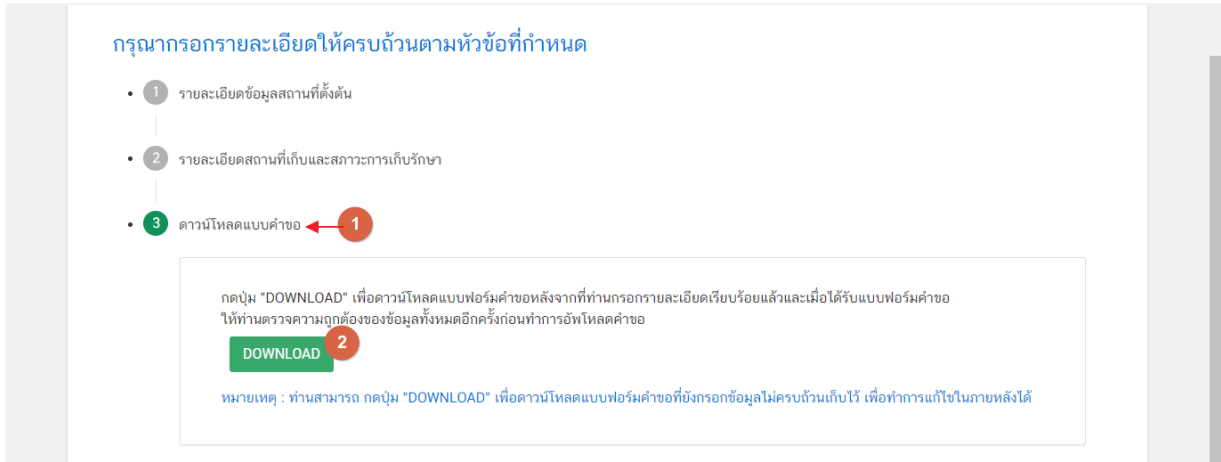 กรุณากรอกรายละเอียดให้ครบถ้วนตามหัวข้อที่กำหนด
1 รายละเอียดข้อมูลสถานที่ตั้งต้น
2 รายละเอียดสถานที่เก็บและสภาวะการเก็บรักษา
3 ดาวน์โหลดแบบคำขอ 1
กดปุ่ม "DOWNLOAD" เพื่อดาวน์โหลดแบบฟอร์มคำขอหลังจากที่ท่านกรอกรายละเอียดเรียบร้อยแล้วและเมื่อได้รับแบบฟอร์มคำขอ
ให้ท่านตรวจความถูกต้องของข้อมูลทั้งหมดอีกครั้งก่อนทำการอัพโหลดคำขอ
DOWNLOAD 2
หมายเหตุ : ท่านสามารถ กดปุ่ม "DOWNLOAD" เพื่อดาวน์โหลดแบบฟอร์มคำขอที่ยังกรอกข้อมูลไม่ครบถ้วนเก็บไว้ เพื่อทำการแก้ไขในภายหลังได้